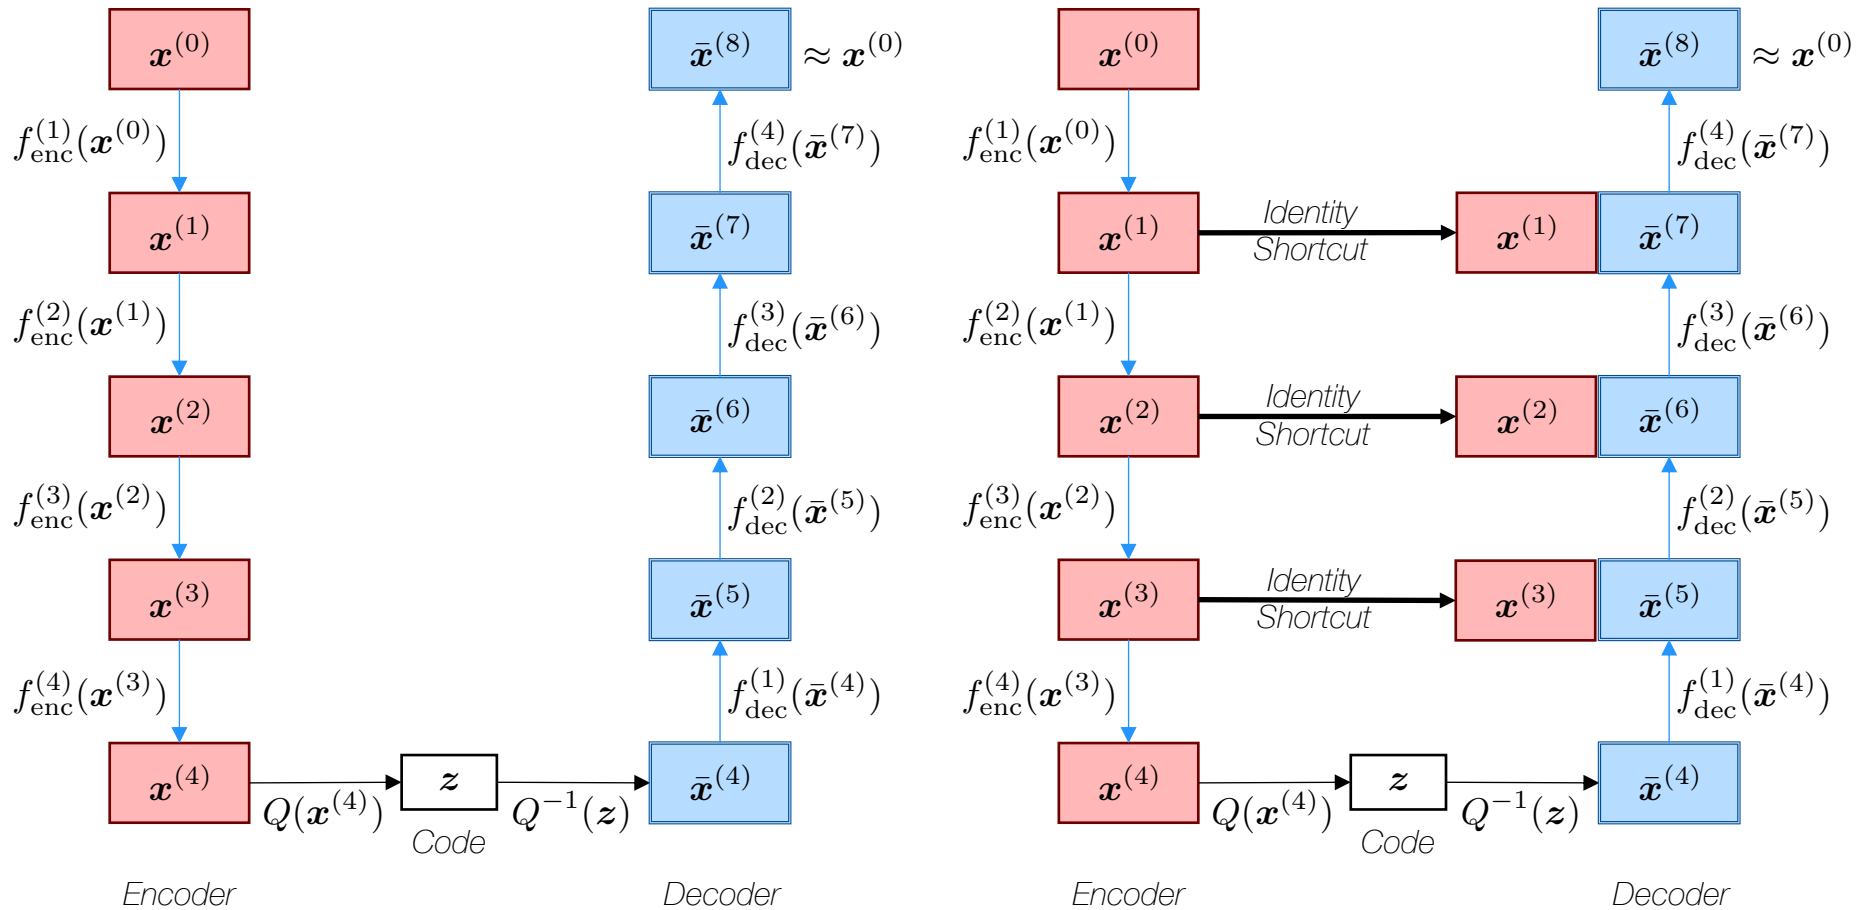 𝒙⁽⁰⁾
f_enc^(1)(𝒙⁽⁰⁾)
𝒙⁽¹⁾
f_enc^(2)(𝒙⁽¹⁾)
𝒙⁽²⁾
f_enc^(3)(𝒙⁽²⁾)
𝒙⁽³⁾
f_enc^(4)(𝒙⁽³⁾)
𝒙⁽⁴⁾
Q(𝒙⁽⁴⁾)
𝒛
Code
Q⁻¹(𝒛)
x̄⁽⁸⁾ ≈ 𝒙⁽⁰⁾
f_dec^(4)(x̄⁽⁷⁾)
x̄⁽⁷⁾
f_dec^(3)(x̄⁽⁶⁾)
x̄⁽⁶⁾
f_dec^(2)(x̄⁽⁵⁾)
x̄⁽⁵⁾
f_dec^(1)(x̄⁽⁴⁾)
x̄⁽⁴⁾
Encoder
Decoder
𝒙⁽⁰⁾
f_enc^(1)(𝒙⁽⁰⁾)
𝒙⁽¹⁾
f_enc^(2)(𝒙⁽¹⁾)
𝒙⁽²⁾
f_enc^(3)(𝒙⁽²⁾)
𝒙⁽³⁾
f_enc^(4)(𝒙⁽³⁾)
𝒙⁽⁴⁾
Identity
Shortcut
Identity
Shortcut
Identity
Shortcut
Q(𝒙⁽⁴⁾)
𝒛
Code
Q⁻¹(𝒛)
x̄⁽⁸⁾ ≈ 𝒙⁽⁰⁾
f_dec^(4)(x̄⁽⁷⁾)
𝒙⁽¹⁾ x̄⁽⁷⁾
f_dec^(3)(x̄⁽⁶⁾)
𝒙⁽²⁾ x̄⁽⁶⁾
f_dec^(2)(x̄⁽⁵⁾)
𝒙⁽³⁾ x̄⁽⁵⁾
f_dec^(1)(x̄⁽⁴⁾)
x̄⁽⁴⁾
Encoder
Decoder